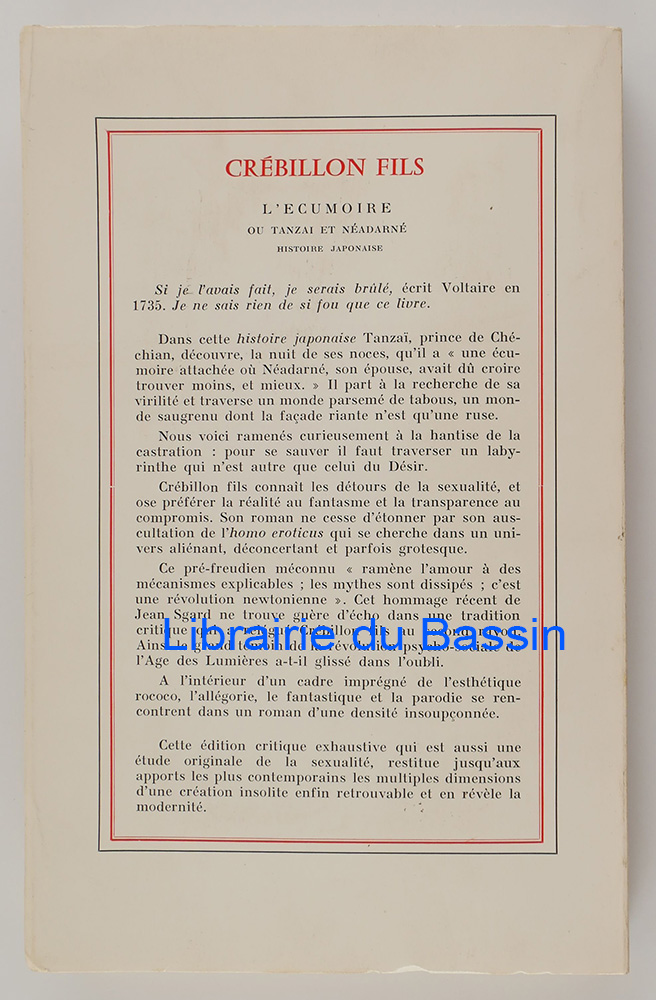 CRÉBILLON FILS
L'ECUMOIRE
OU TANZAI ET NÉADARNÉ
HISTOIRE JAPONAISE
Si je l'avais fait, je serais brûlé, écrit Voltaire en
1735. Je ne sais rien de si fou que ce livre.
Dans cette histoire japonaise Tanzaï, prince de Ché-
chian, découvre, la nuit de ses noces, qu'il a « une écu-
moire attachée où Néadarné, son épouse, avait dû croire
trouver moins, et mieux. » Il part à la recherche de sa
virilité et traverse un monde parsemé de tabous, un mon-
de saugrenu dont la façade riante n'est qu'une ruse.
Nous voici ramenés curieusement à la hantise de la
castration : pour se sauver il faut traverser un laby-
rinthe qui n'est autre que celui du Désir.
Crébillon fils connaît les détours de la sexualité, et
ose préférer la réalité au fantasme et la transparence au
compromis. Son roman ne cesse d'étonner par son aus-
cultation de l'homo eroticus qui se cherche dans un uni-
vers aliénant, déconcertant et parfois grotesque.
Ce pré-freudien méconnu « ramène l'amour à des
mécanismes explicables ; les mythes sont dissipés ; c'est
une révolution newtonienne ». Cet hommage récent de
Jean Sgard ne trouve guère d'écho dans une tradition
critique Crébillon fils au
Librairie du Bassin
de
l'Age des Lumières a-t-il glissé dans l'oubli.
A l'intérieur d'un cadre imprégné de l'esthétique
rococo, l'allégorie, le fantastique et la parodie se ren-
contrent dans un roman d'une densité insoupçonnée.
Cette édition critique exhaustive qui est aussi une
étude originale de la sexualité, restitue jusqu'aux
apports les plus contemporains les multiples dimensions
d'une création insolite enfin retrouvable et en révèle la
modernité.